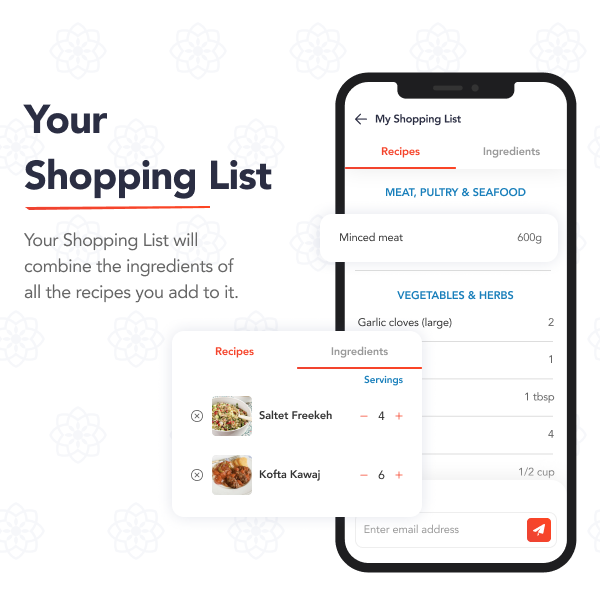 Your
Shopping List
Your Shopping List will
combine the ingredients of
all the recipes you add to it.
My Shopping List
Recipes Ingredients
MEAT, PULTRY & SEAFOOD
Minced meat 600g
VEGETABLES & HERBS
Garlic cloves (large) 2
1
1 tbsp
4
1/2 cup
Enter email address
Recipes Ingredients
Servings
Saltet Freekeh − 4 +
Kofta Kawaj − 6 +